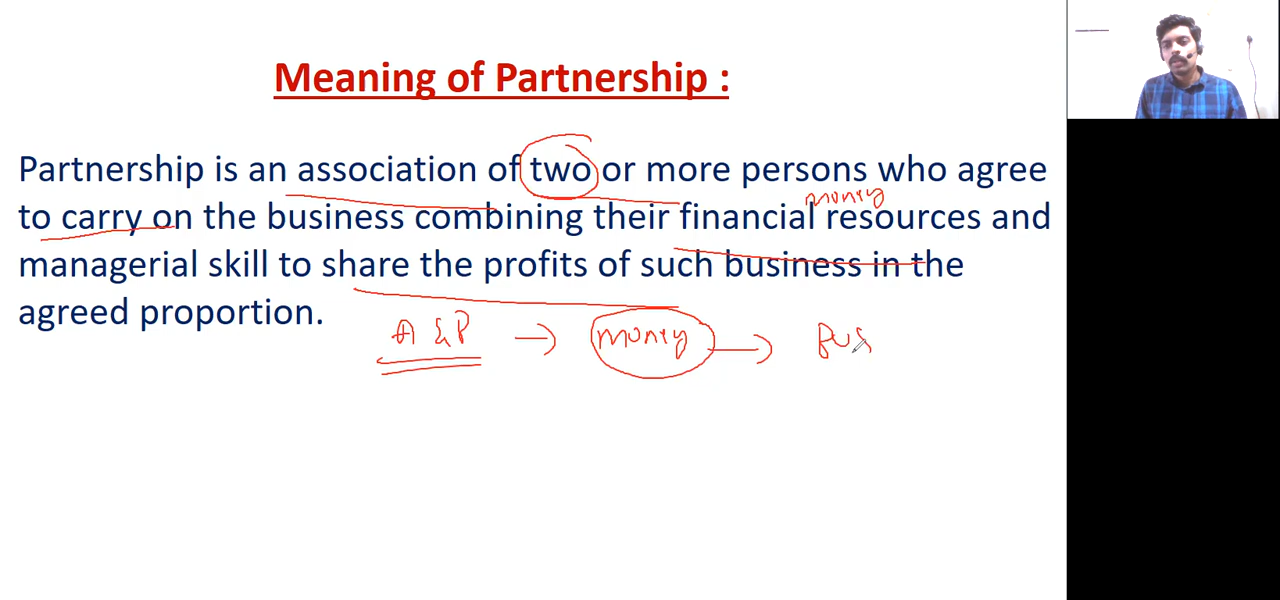 Meaning of Partnership :
Partnership is an association of two or more persons who agree
money
to carry on the business combining their financial resources and
managerial skill to share the profits of such business in the
agreed proportion.
A & P → money → Bus